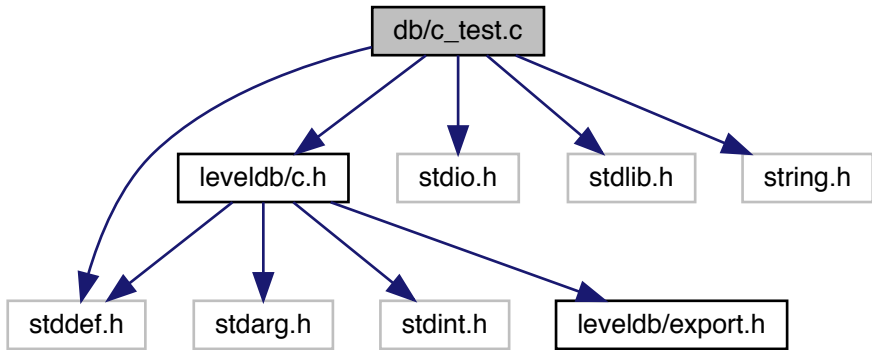 db/c_test.c
leveldb/c.h
stdio.h
stdlib.h
string.h
stddef.h
stdarg.h
stdint.h
leveldb/export.h